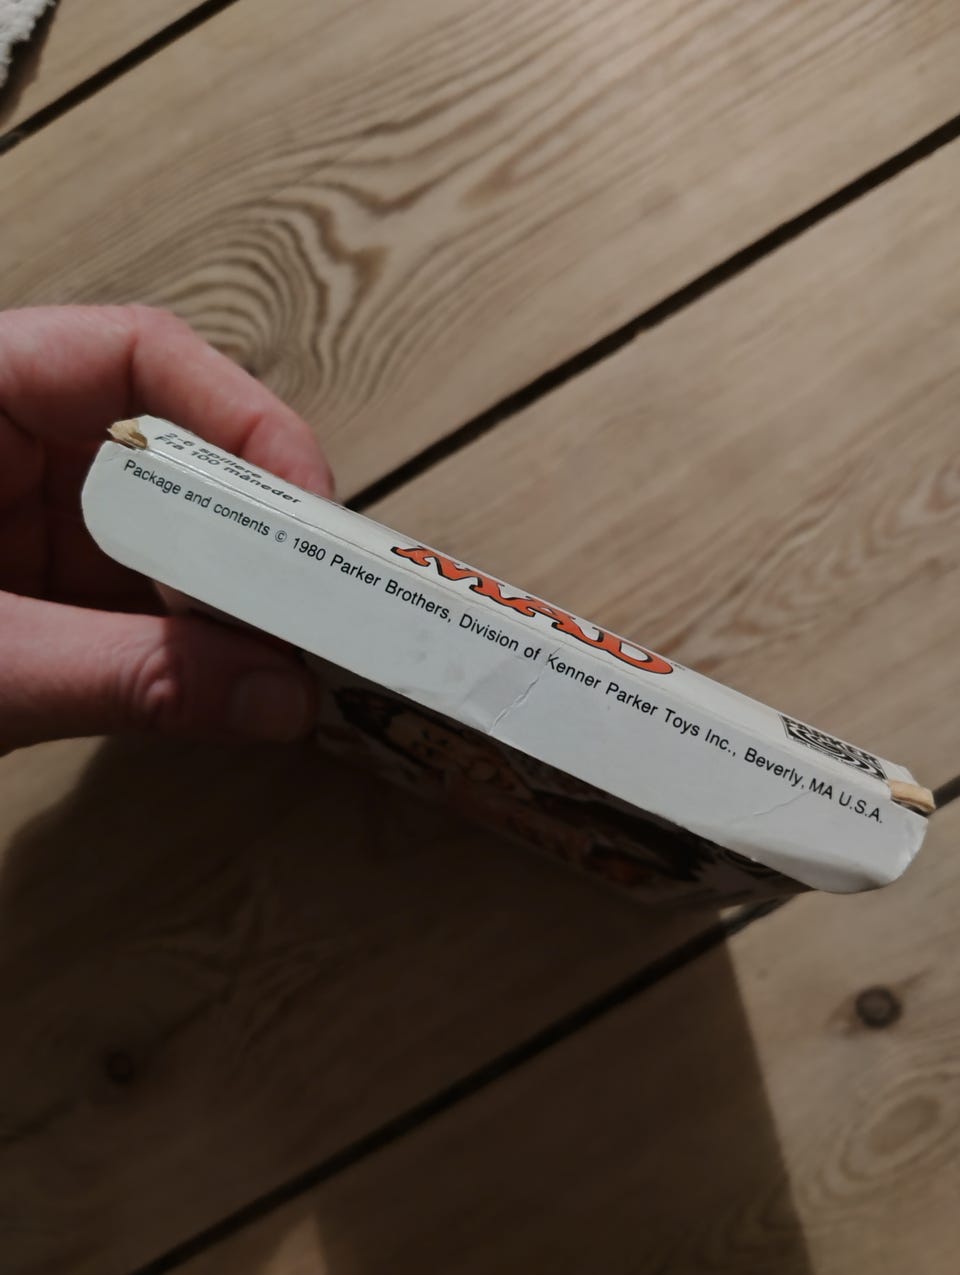 2-6 spillere
Fra 100 måneder
MAD
Package and contents © 1980 Parker Brothers, Division of Kenner Parker Toys Inc., Beverly, MA U.S.A.